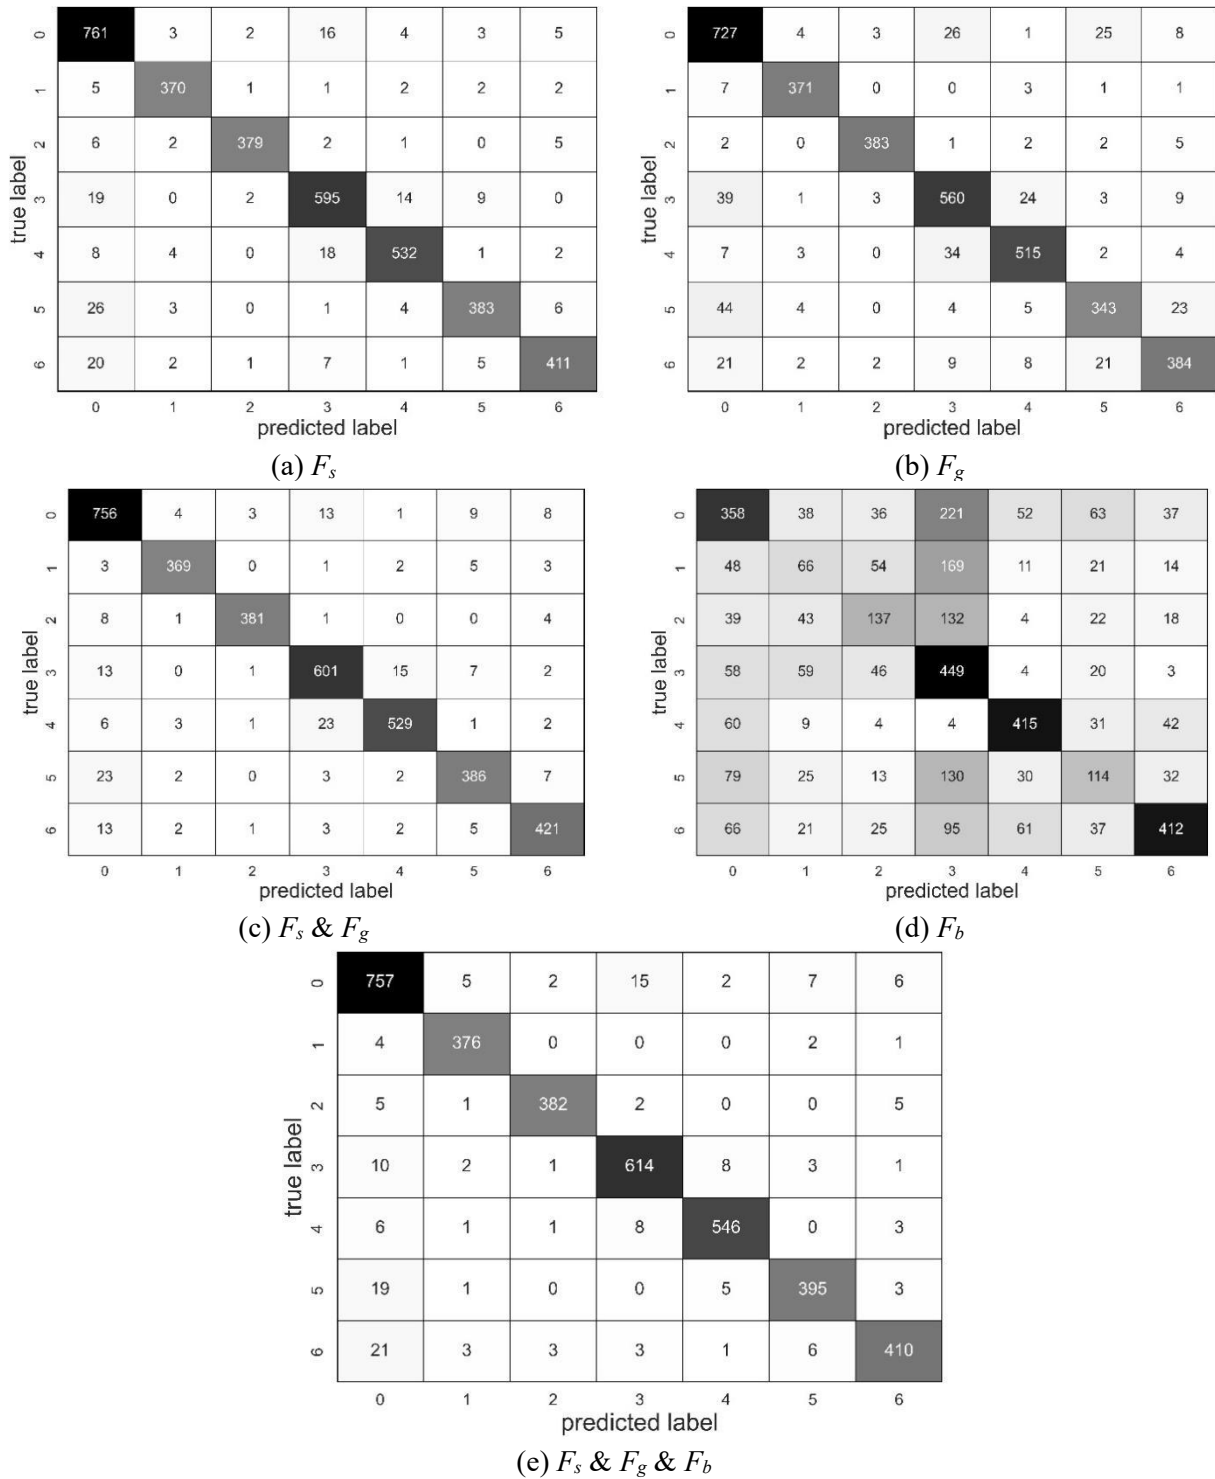 0 761 3 2 16 4 3 5
1 5 370 1 1 2 2 2
2 6 2 379 2 1 0 5
3 19 0 2 595 14 9 0
4 8 4 0 18 532 1 2
5 26 3 0 1 4 383 6
6 20 2 1 7 1 5 411
true label
0 1 2 3 4 5 6
predicted label
(a) Fs
0 727 4 3 26 1 25 8
1 7 371 0 0 3 1 1
2 2 0 383 1 2 2 5
3 39 1 3 560 24 3 9
4 7 3 0 34 515 2 4
5 44 4 0 4 5 343 23
6 21 2 2 9 8 21 384
true label
0 1 2 3 4 5 6
predicted label
(b) Fg
0 756 4 3 13 1 9 8
1 3 369 0 1 2 5 3
2 8 1 381 1 0 0 4
3 13 0 1 601 15 7 2
4 6 3 1 23 529 1 2
5 23 2 0 3 2 386 7
6 13 2 1 3 2 5 421
true label
0 1 2 3 4 5 6
predicted label
(c) Fs & Fg
0 358 38 36 221 52 63 37
1 48 66 54 169 11 21 14
2 39 43 137 132 4 22 18
3 58 59 46 449 4 20 3
4 60 9 4 4 415 31 42
5 79 25 13 130 30 114 32
6 66 21 25 95 61 37 412
true label
0 1 2 3 4 5 6
predicted label
(d) Fb
0 757 5 2 15 2 7 6
1 4 376 0 0 0 2 1
2 5 1 382 2 0 0 5
3 10 2 1 614 8 3 1
4 6 1 1 8 546 0 3
5 19 1 0 0 5 395 3
6 21 3 3 3 1 6 410
true label
0 1 2 3 4 5 6
predicted label
(e) Fs & Fg & Fb